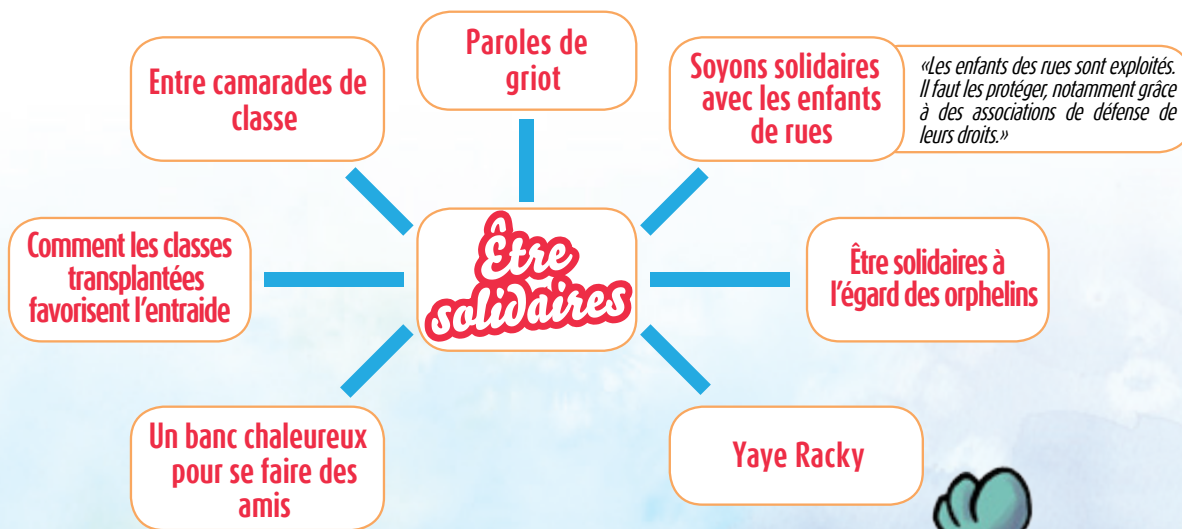 Paroles de
griot
Entre camarades de
classe
Soyons solidaires
avec les enfants
de rues
«Les enfants des rues sont exploités.
Il faut les protéger, notamment grâce
à des associations de défense de
leurs droits.»
Être
solidaires
Comment les classes
transplantées
favorisent l'entraide
Être solidaires à
l'égard des orphelins
Un banc chaleureux
pour se faire des
amis
Yaye Racky